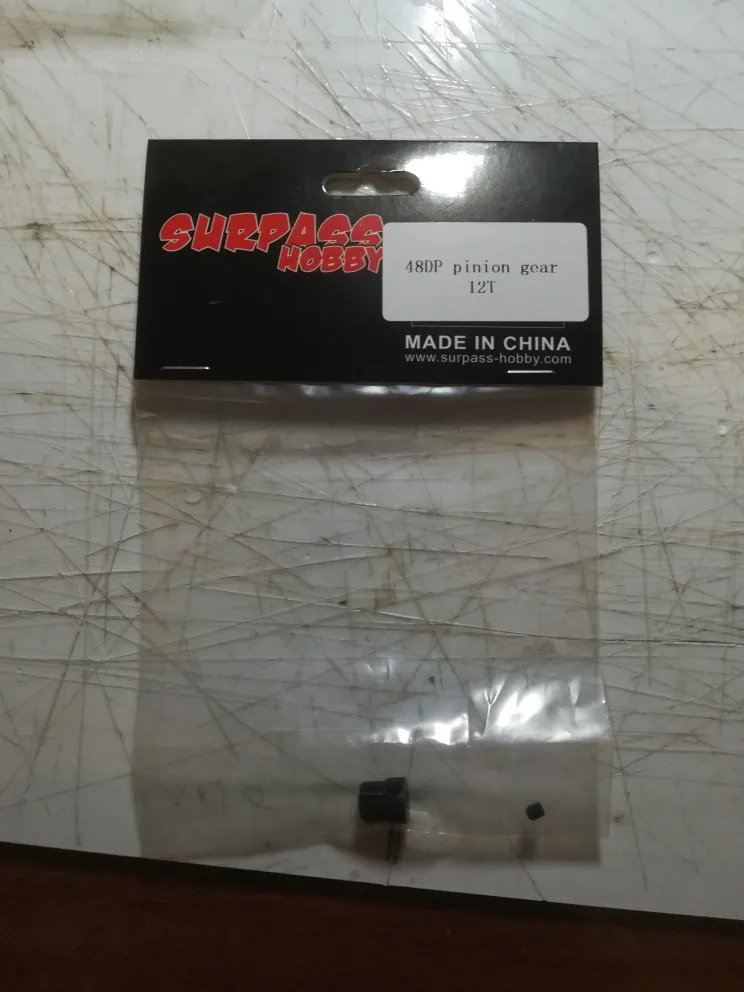 SURPASS
HOBBY
48DP pinion gear
12T
MADE IN CHINA
www.surpass-hobby.com